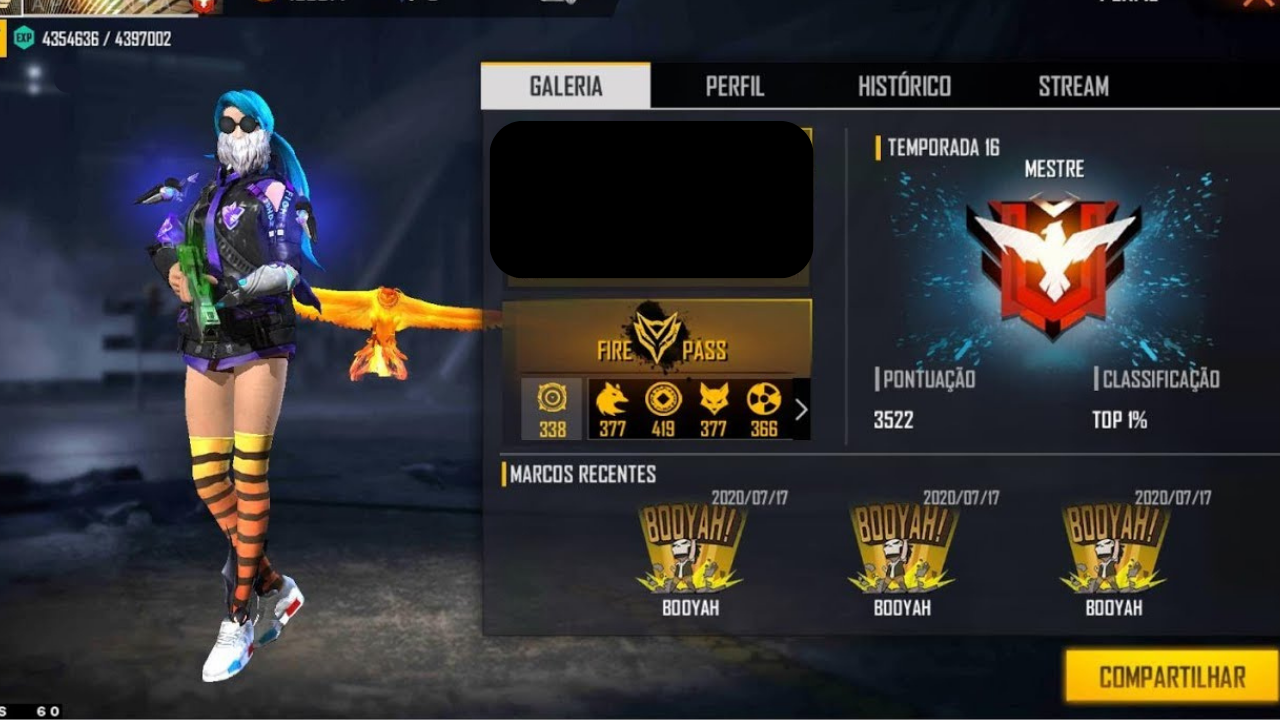 EXP 4354636 / 4397002
GALERIA
PERFIL
HISTÓRICO
STREAM
TEMPORADA 16
MESTRE
FIRE PASS
338
377
419
377
366
PONTUAÇÃO
CLASSIFICAÇÃO
3522
TOP 1%
MARCOS RECENTES
2020/07/17
2020/07/17
2020/07/17
BOOYAH!
BOOYAH!
BOOYAH!
BOOYAH
BOOYAH
BOOYAH
COMPARTILHAR
S 60